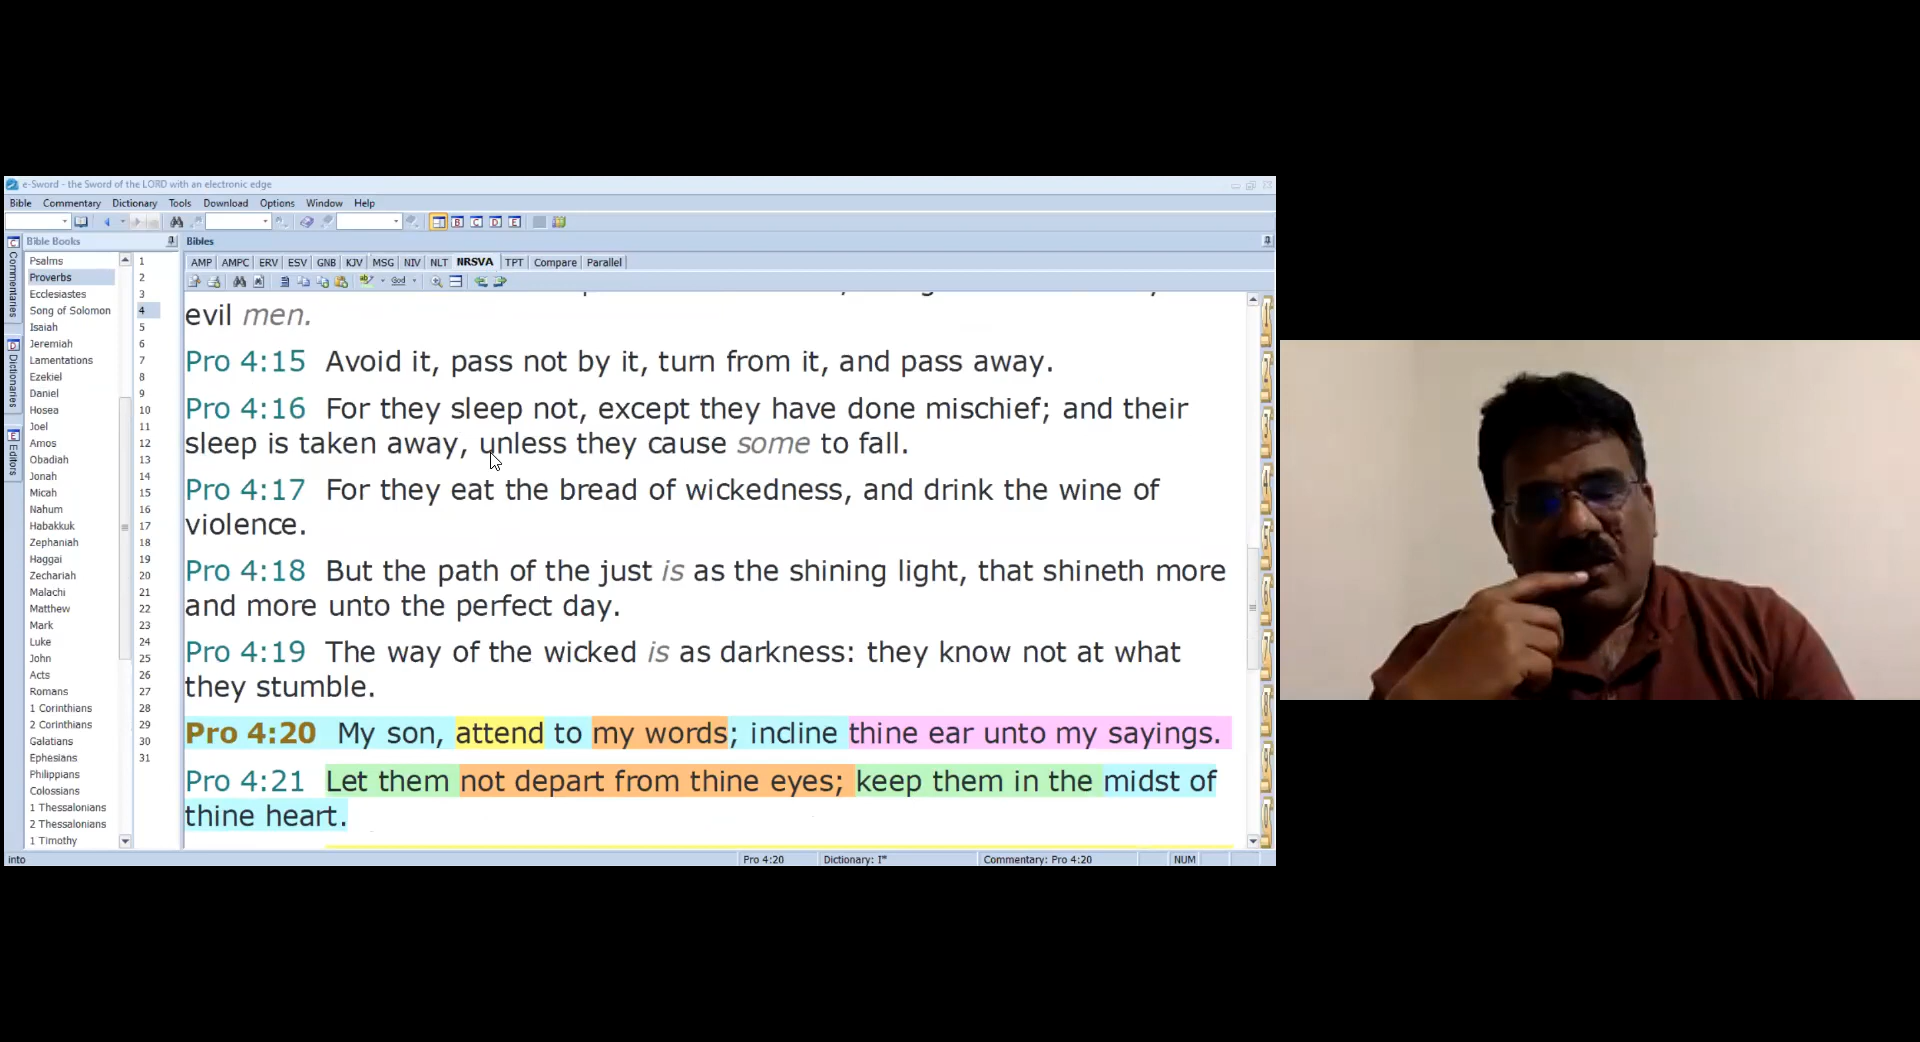 e-Sword - the Sword of the LORD with an electronic edge
Bible Commentary Dictionary Tools Download Options Window Help
B C D E
Bible Books
Bibles
C Commentaries
D Dictionaries
E Editors
AMP AMPC ERV ESV GNB KJV MSG NIV NLT NRSVA TPT Compare Parallel
God
Psalms
Proverbs
Ecclesiastes
Song of Solomon
Isaiah
Jeremiah
Lamentations
Ezekiel
Daniel
Hosea
Joel
Amos
Obadiah
Jonah
Micah
Nahum
Habakkuk
Zephaniah
Haggai
Zechariah
Malachi
Matthew
Mark
Luke
John
Acts
Romans
1 Corinthians
2 Corinthians
Galatians
Ephesians
Philippians
Colossians
1 Thessalonians
2 Thessalonians
1 Timothy
1
2
3
4
5
6
7
8
9
10
11
12
13
14
15
16
17
18
19
20
21
22
23
24
25
26
27
28
29
30
31
evil men.
Pro 4:15 Avoid it, pass not by it, turn from it, and pass away.
Pro 4:16 For they sleep not, except they have done mischief; and their
sleep is taken away, unless they cause some to fall.
Pro 4:17 For they eat the bread of wickedness, and drink the wine of
violence.
Pro 4:18 But the path of the just is as the shining light, that shineth more
and more unto the perfect day.
Pro 4:19 The way of the wicked is as darkness: they know not at what
they stumble.
Pro 4:20 My son, attend to my words; incline thine ear unto my sayings.
Pro 4:21 Let them not depart from thine eyes; keep them in the midst of
thine heart.
into
Pro 4:20 Dictionary: I" Commentary: Pro 4:20 NUM